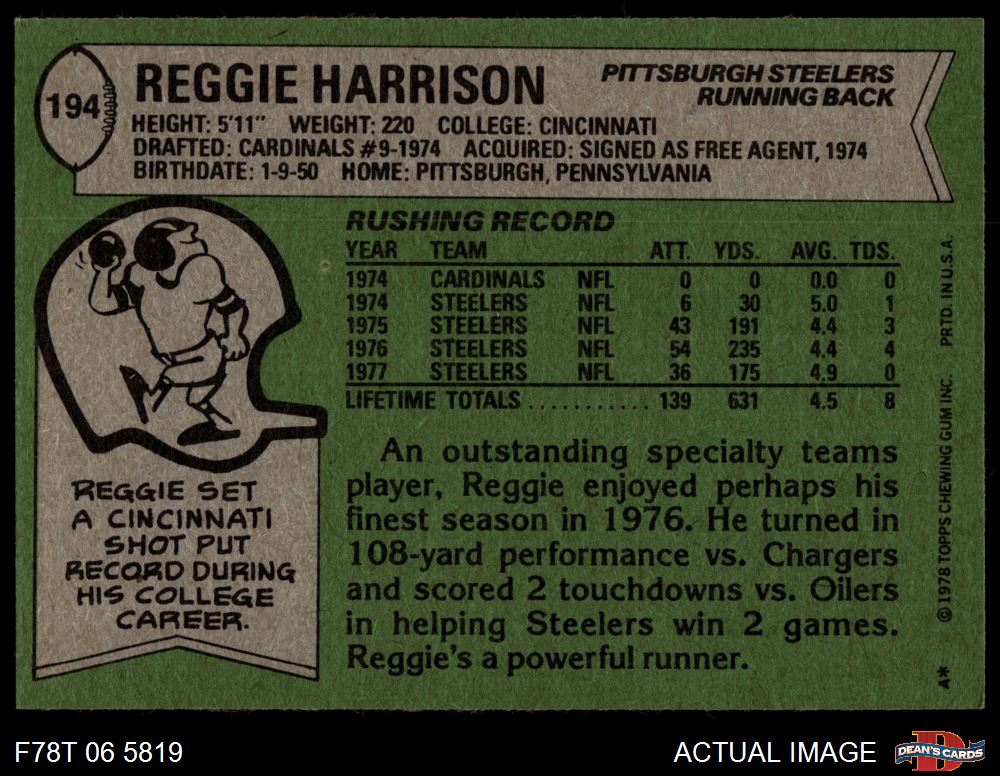 194
REGGIE HARRISON
PITTSBURGH STEELERS
RUNNING BACK
HEIGHT: 5'11" WEIGHT: 220 COLLEGE: CINCINNATI
DRAFTED: CARDINALS #9-1974 ACQUIRED: SIGNED AS FREE AGENT, 1974
BIRTHDATE: 1-9-50 HOME: PITTSBURGH, PENNSYLVANIA
RUSHING RECORD
YEAR TEAM ATT. YDS. AVG. TDS.
1974 CARDINALS NFL 0 0 0.0 0
1974 STEELERS NFL 6 30 5.0 1
1975 STEELERS NFL 43 191 4.4 3
1976 STEELERS NFL 54 235 4.4 4
1977 STEELERS NFL 36 175 4.9 0
LIFETIME TOTALS ........... 139 631 4.5 8
An outstanding specialty teams
player, Reggie enjoyed perhaps his
finest season in 1976. He turned in
108-yard performance vs. Chargers
and scored 2 touchdowns vs. Oilers
in helping Steelers win 2 games.
Reggie's a powerful runner.
REGGIE SET
A CINCINNATI
SHOT PUT
RECORD DURING
HIS COLLEGE
CAREER.
A* ©1978 TOPPS CHEWING GUM INC. PRTD. IN U.S.A.
F78T 06 5819
ACTUAL IMAGE
D
DEAN'S CARDS